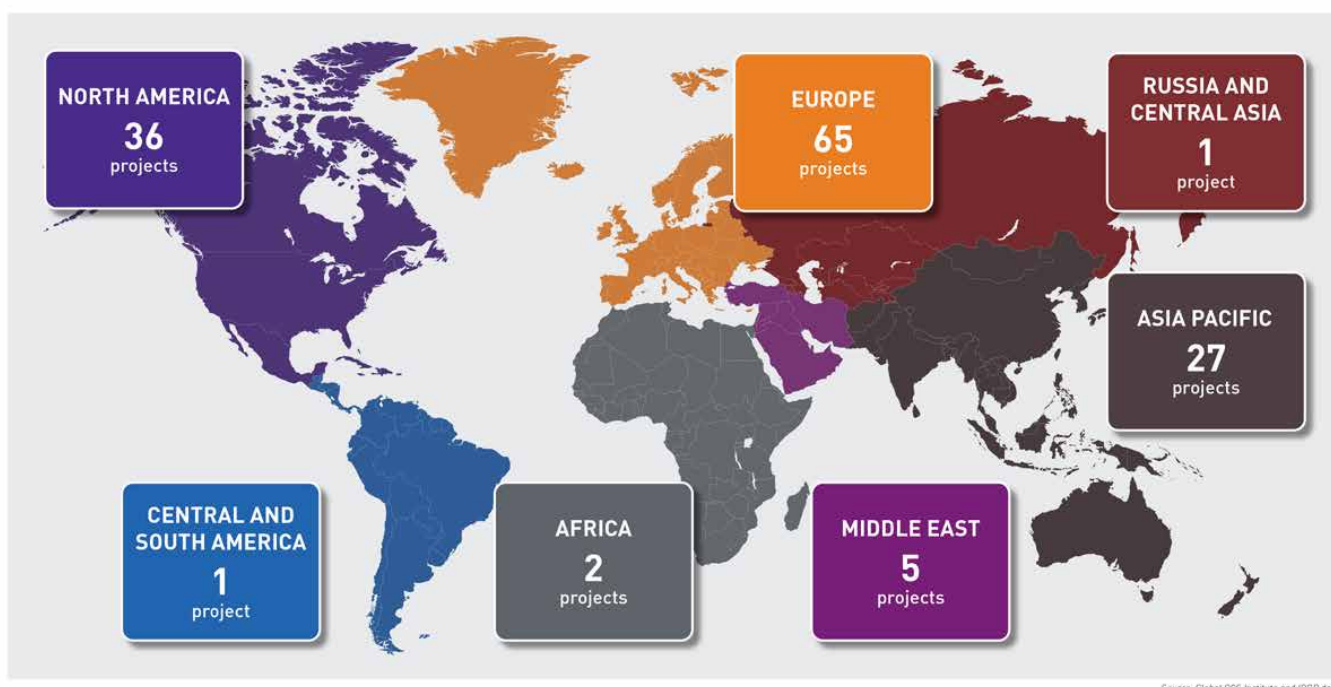 NORTH AMERICA
36
projects
EUROPE
65
projects
RUSSIA AND
CENTRAL ASIA
1
project
ASIA PACIFIC
27
projects
CENTRAL AND
SOUTH AMERICA
1
project
AFRICA
2
projects
MIDDLE EAST
5
projects